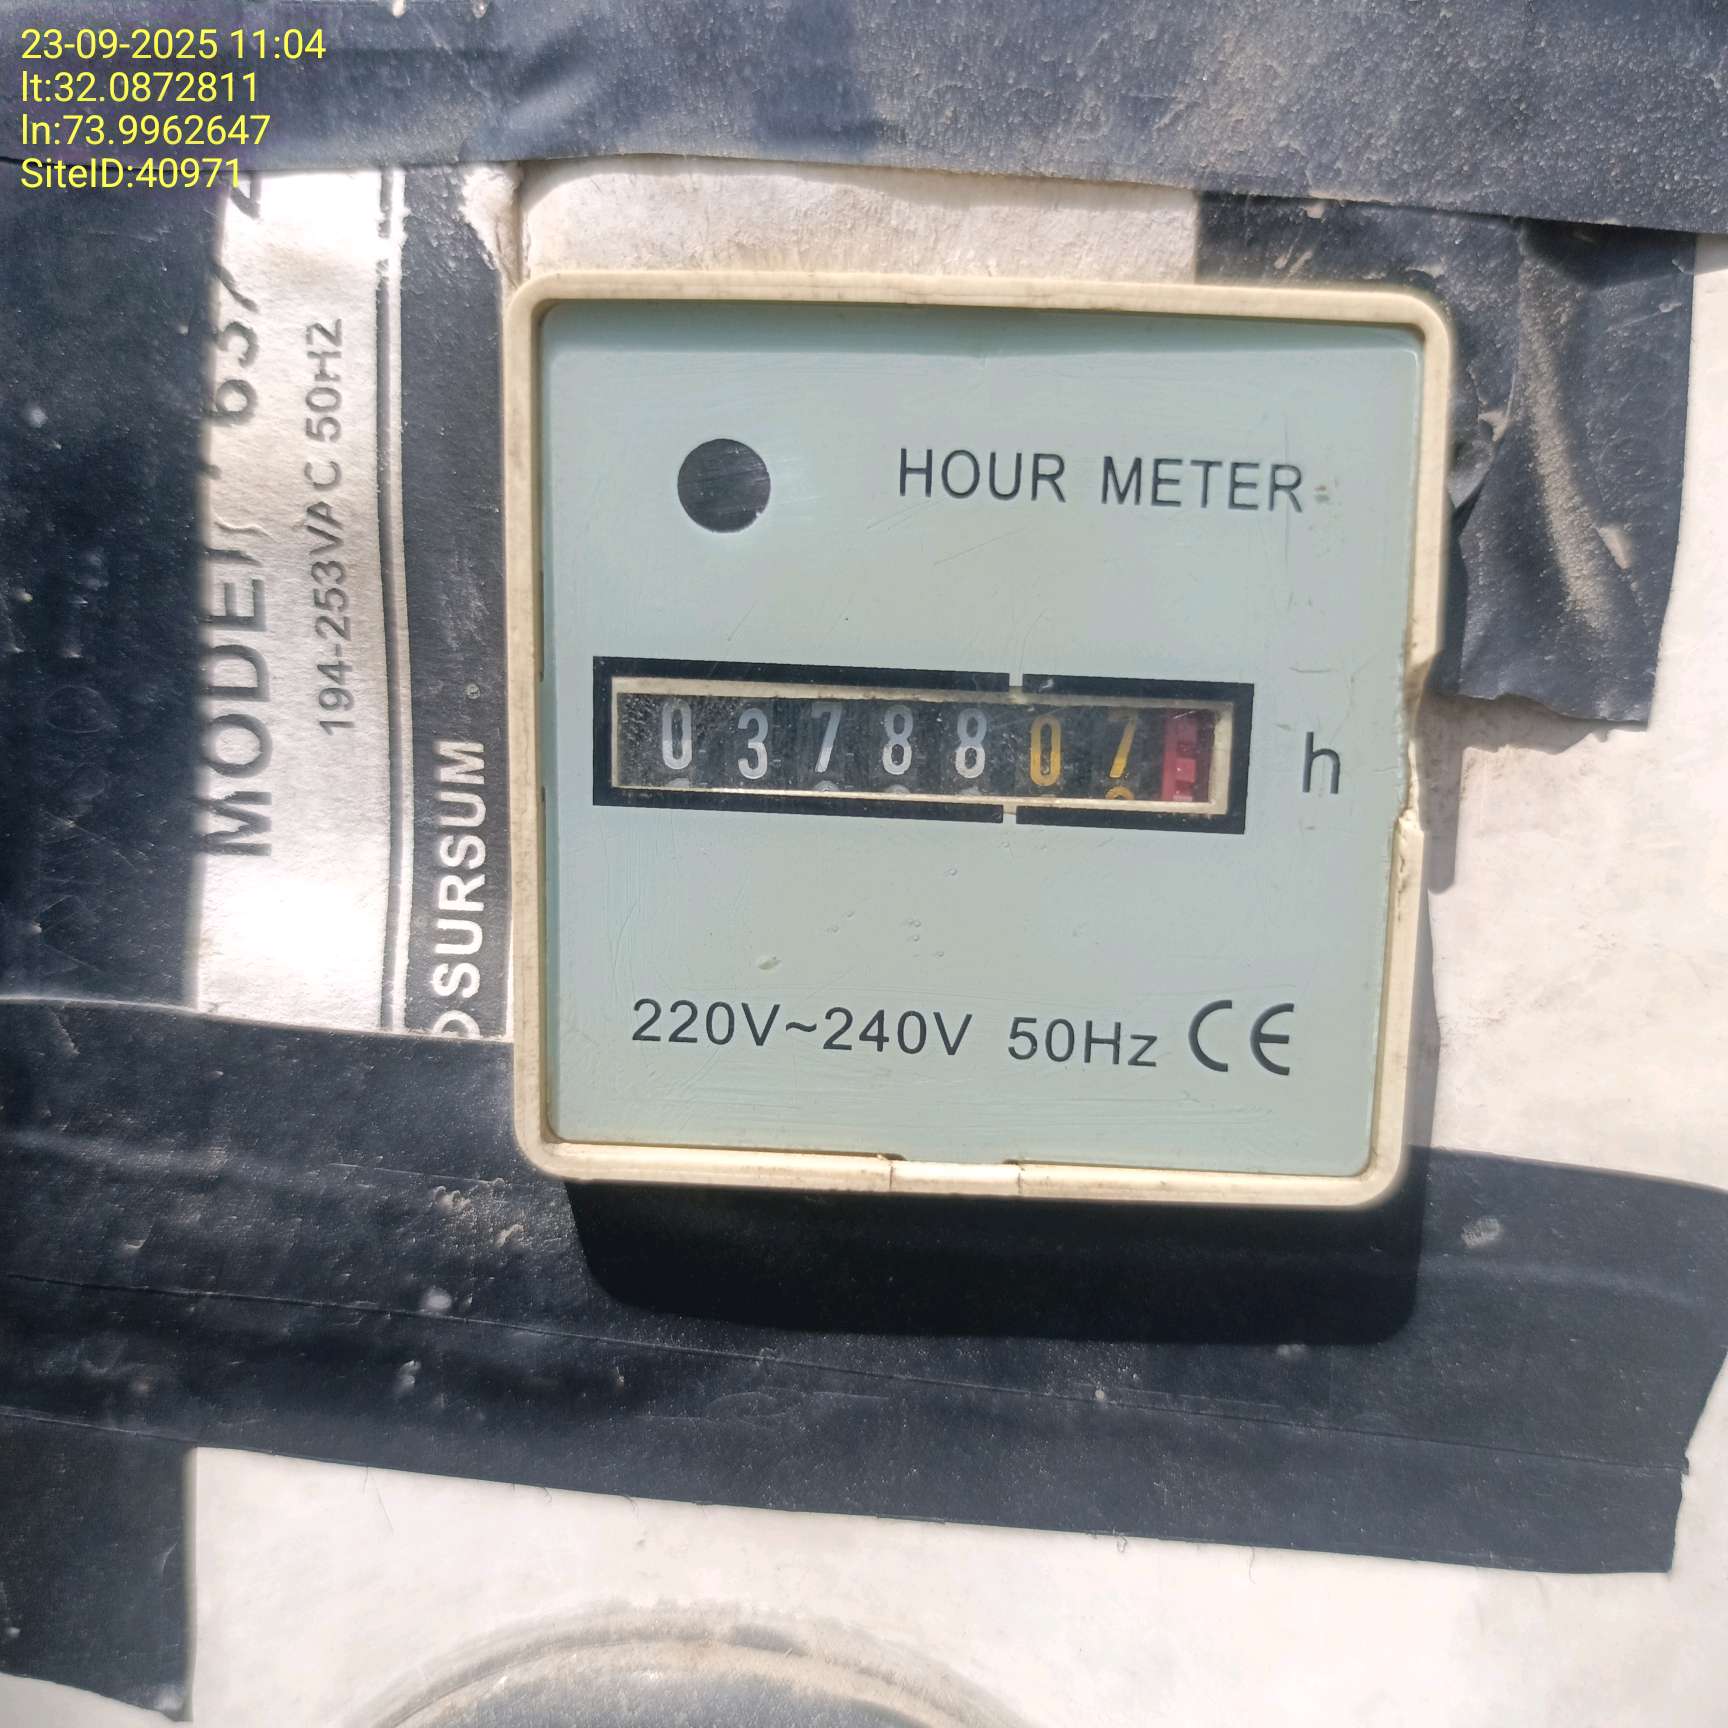 23-09-2025 11:04
lt:32.0872811
ln:73.9962647
SiteID:40971
194-253VAC 50HZ
SURSUM
HOUR METER
0378807 h
220V~240V 50Hz CE